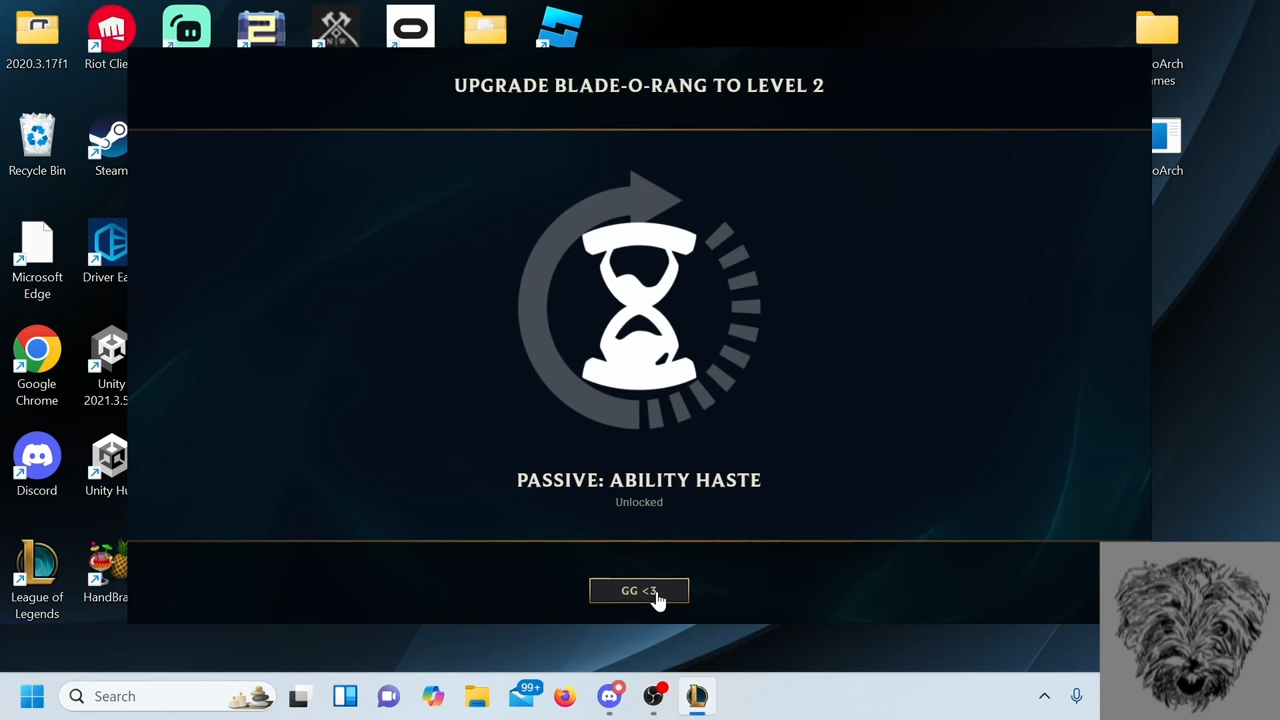 2020.3.17f1
Riot Clie
oArch
mes
UPGRADE BLADE-O-RANG TO LEVEL 2
Recycle Bin
Steam
oArch
Microsoft
Edge
Driver Ea
Google
Chrome
Unity
2021.3.5
Discord
Unity Hu
PASSIVE: ABILITY HASTE
Unlocked
League of
Legends
HandBra
GG <3
Search
99+